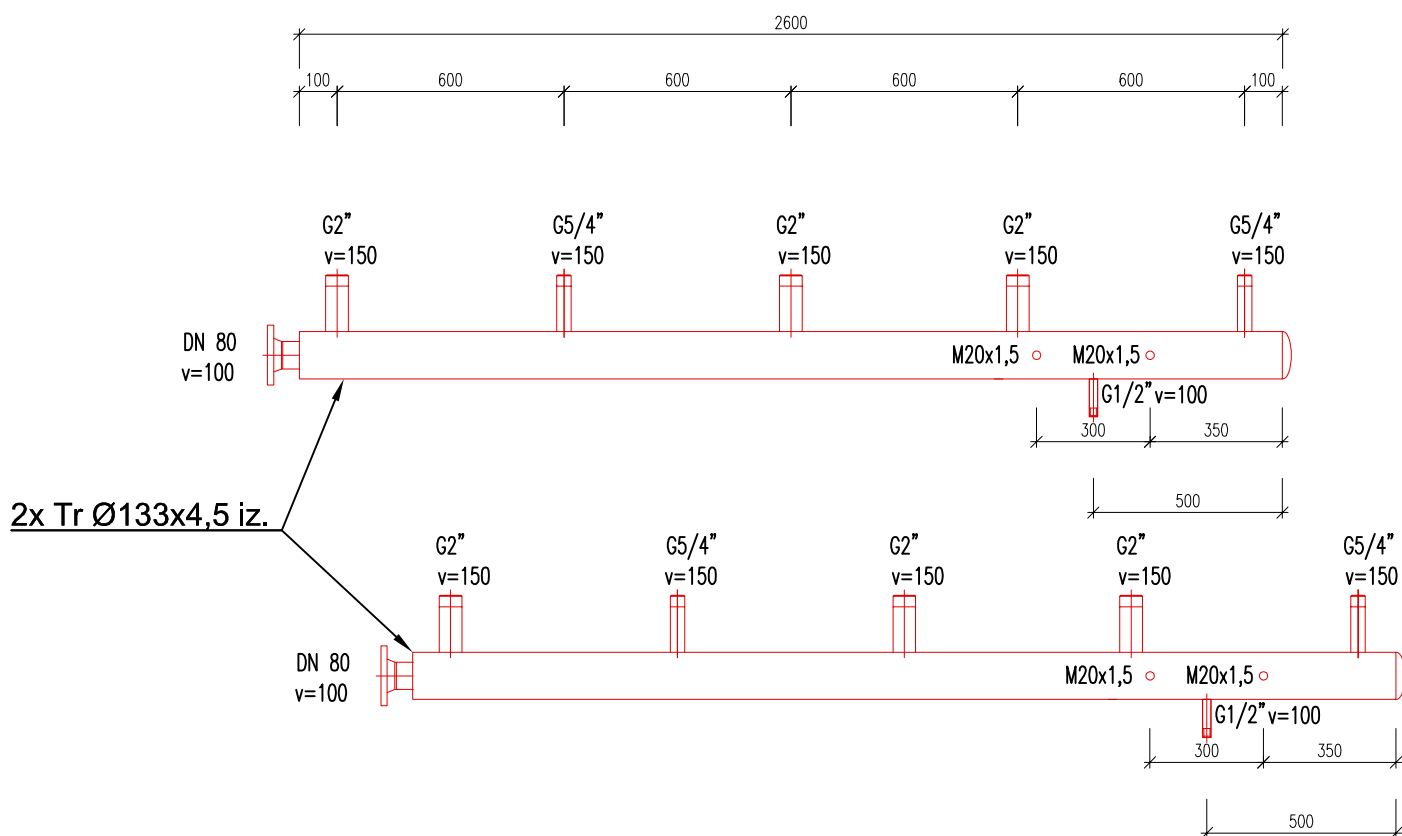 2600
100 600 600 600 600 100
G2” G5/4” G2” G2” G5/4”
v=150 v=150 v=150 v=150 v=150
DN 80
v=100
M20x1,5 M20x1,5
G1/2” v=100
300 350
500
2x Tr Ø133x4,5 iz.
G2” G5/4” G2” G2” G5/4”
v=150 v=150 v=150 v=150 v=150
DN 80
v=100
M20x1,5 M20x1,5
G1/2” v=100
300 350
500